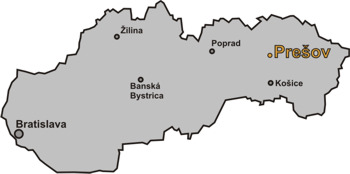 Žilina
Poprad
Prešov
Banská
Bystrica
Košice
Bratislava